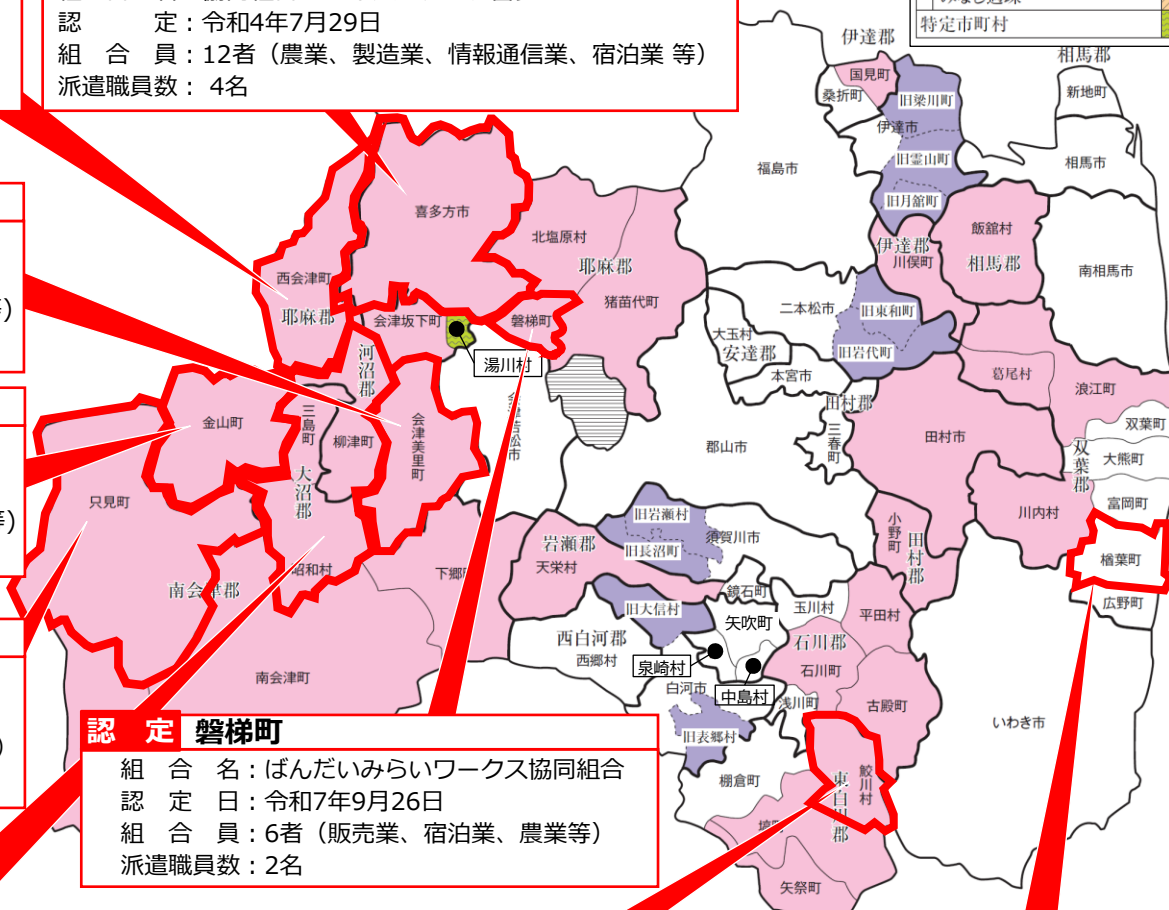 認　　　定：令和4年7月29日
組　合　員：12者（農業、製造業、情報通信業、宿泊業 等）
派遣職員数： 4名
特定市町村
伊達郡
相馬郡
国見町
桑折町
旧梁川町
新地町
伊達市
福島市
旧霊山町
相馬市
旧月舘町
喜多方市
北塩原村
飯舘村
伊達郡
川俣町
相馬郡
耶麻郡
西会津町
猪苗代町
南相馬市
耶麻郡
会津坂下町
磐梯町
二本松市
旧東和町
大玉村
安達郡
旧岩代町
湯川村
河沼郡
本宮市
葛尾村
浪江町
会津若松市
田村郡
三春町
金山町
三島町
柳津町
会津美里町
郡山市
田村市
双葉町
双葉郡
大熊町
大沼郡
只見町
富岡町
旧岩瀬村
川内村
小野町
田村郡
須賀川市
岩瀬郡
旧長沼町
楢葉町
天栄村
昭和村
下郷
南会津郡
鏡石町
広野町
旧大信村
玉川村
平田村
矢吹町
西白河郡
西郷村
石川郡
泉崎村
石川町
南会津町
白河市
中島村
浅川町
古殿町
いわき市
旧表郷村
棚倉町
東白川郡
鮫川村
塙
矢祭町
認　定 磐梯町
組　合　名：ばんだいみらいワークス協同組合
認　定　日：令和7年9月26日
組　合　員：6者（販売業、宿泊業、農業等）
派遣職員数：2名
等)